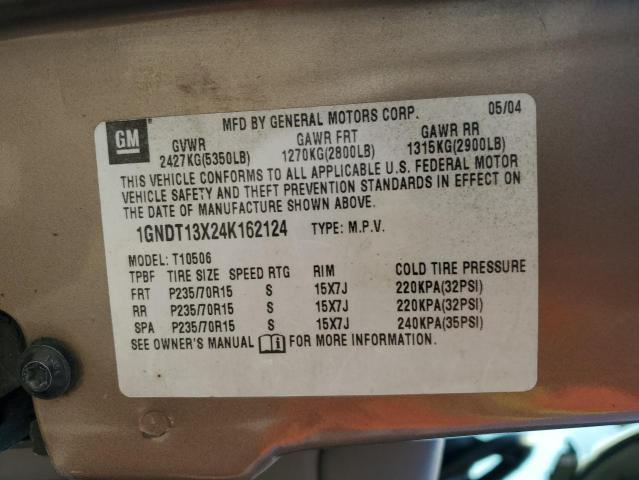 GM
MFD BY GENERAL MOTORS CORP. 05/04
GVWR GAWR FRT GAWR RR
2427KG(5350LB) 1270KG(2800LB) 1315KG(2900LB)
THIS VEHICLE CONFORMS TO ALL APPLICABLE U.S. FEDERAL MOTOR
VEHICLE SAFETY AND THEFT PREVENTION STANDARDS IN EFFECT ON
THE DATE OF MANUFACTURE SHOWN ABOVE.
1GNDT13X24K162124 TYPE: M.P.V.
MODEL: T10506
TPBF TIRE SIZE SPEED RTG RIM COLD TIRE PRESSURE
FRT P235/70R15 S 15X7J 220KPA(32PSI)
RR P235/70R15 S 15X7J 220KPA(32PSI)
SPA P235/70R15 S 15X7J 240KPA(35PSI)
SEE OWNER'S MANUAL FOR MORE INFORMATION.